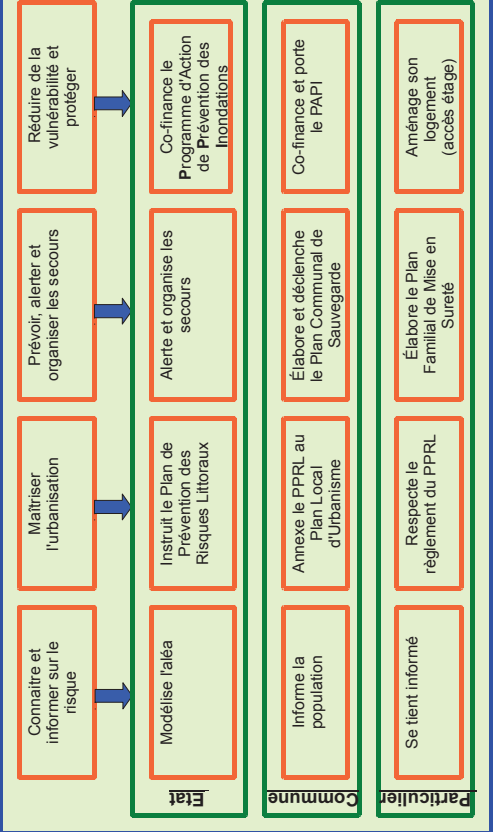 Connaitre et
informer sur le
risque
Maîtriser
l'urbanisation
Prévoir, alerter et
organiser les secours
Réduire de la
vulnérabilité et
protéger
Etat
Modélise l'aléa
Instruit le Plan de
Prévention des
Risques Littoraux
Alerte et organise les
secours
Co-finance le
Programme d'Action
de Prévention des
Inondations
Commune
Informe la
population
Annexe le PPRL au
Plan Local
d'Urbanisme
Élabore et déclenche
le Plan Communal de
Sauvegarde
Co-finance et porte
le PAPI
Particulier
Se tient informé
Respecte le
règlement du PPRL
Élabore le Plan
Familial de Mise en
Sureté
Aménage son
logement
(accès étage)